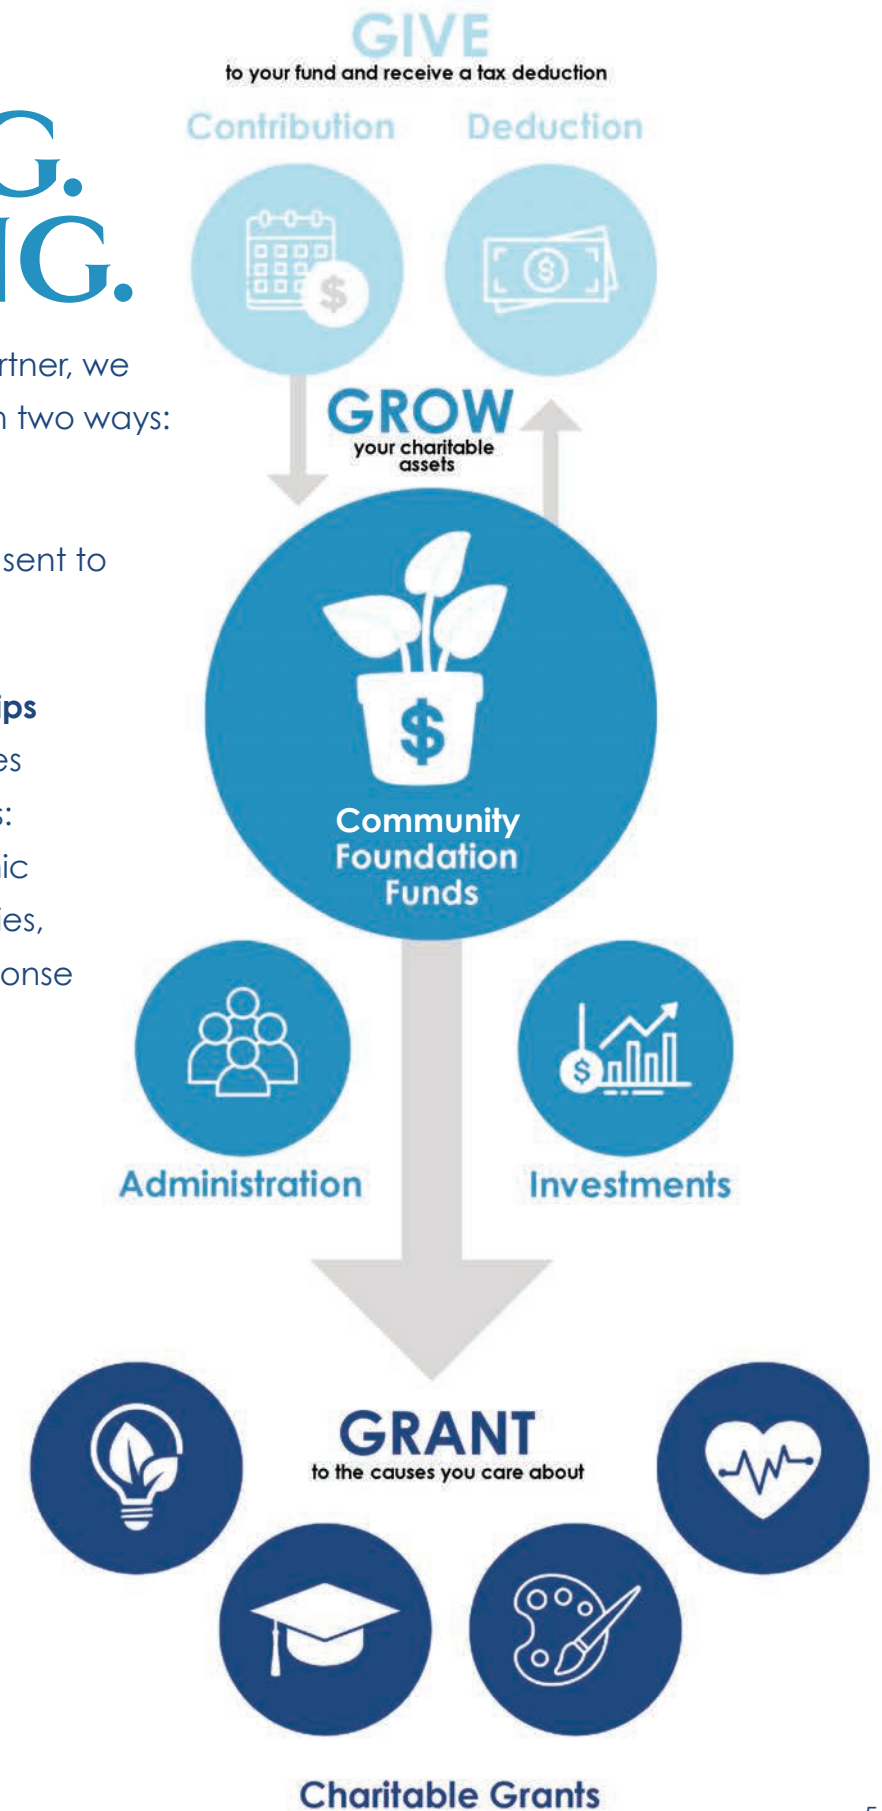 GIVE
to your fund and receive a tax deduction
Contribution
Deduction
$
$
G.
NG.
rtner, we
n two ways:
sent to
ips
es
s:
ic
ies,
onse
GROW
your charitable
assets
$
Community
Foundation
Funds
$
Administration
Investments
GRANT
to the causes you care about
Charitable Grants
5